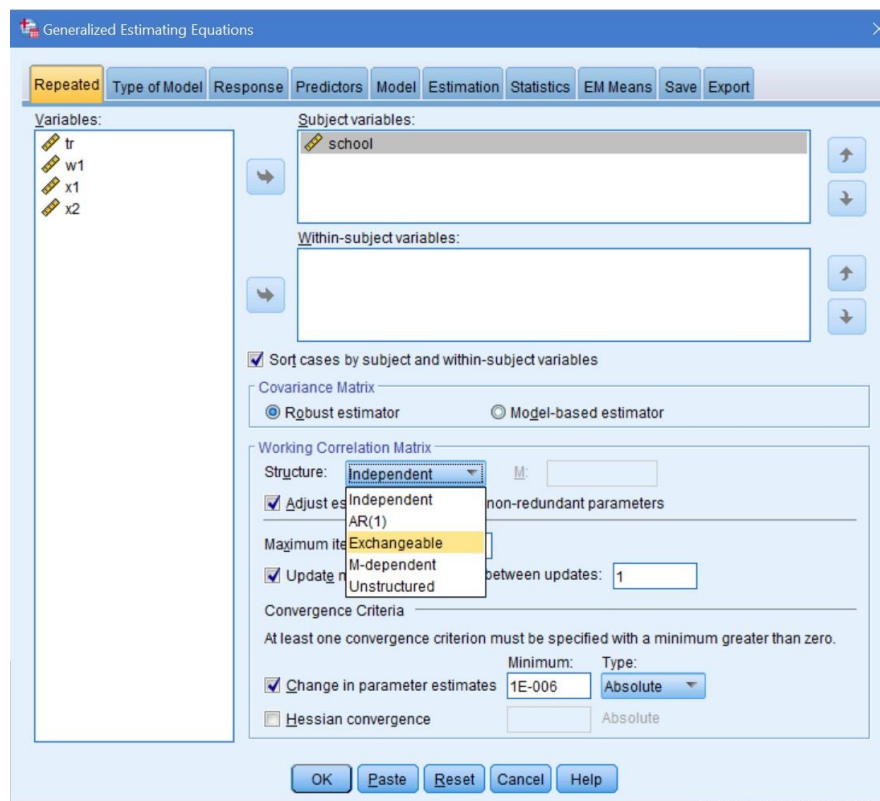 Generalized Estimating Equations
Repeated Type of Model Response Predictors Model Estimation Statistics EM Means Save Export
Variables:
tr
w1
x1
x2
Subject variables:
school
Within-subject variables:
Sort cases by subject and within-subject variables
Covariance Matrix
Robust estimator Model-based estimator
Working Correlation Matrix
Structure: Independent M:
Adjust es non-redundant parameters
Independent
AR(1)
Exchangeable
M-dependent
Unstructured
Maximum ite
Update m between updates: 1
Convergence Criteria
At least one convergence criterion must be specified with a minimum greater than zero.
Minimum: Type:
Change in parameter estimates 1E-006 Absolute
Hessian convergence Absolute
OK Paste Reset Cancel Help